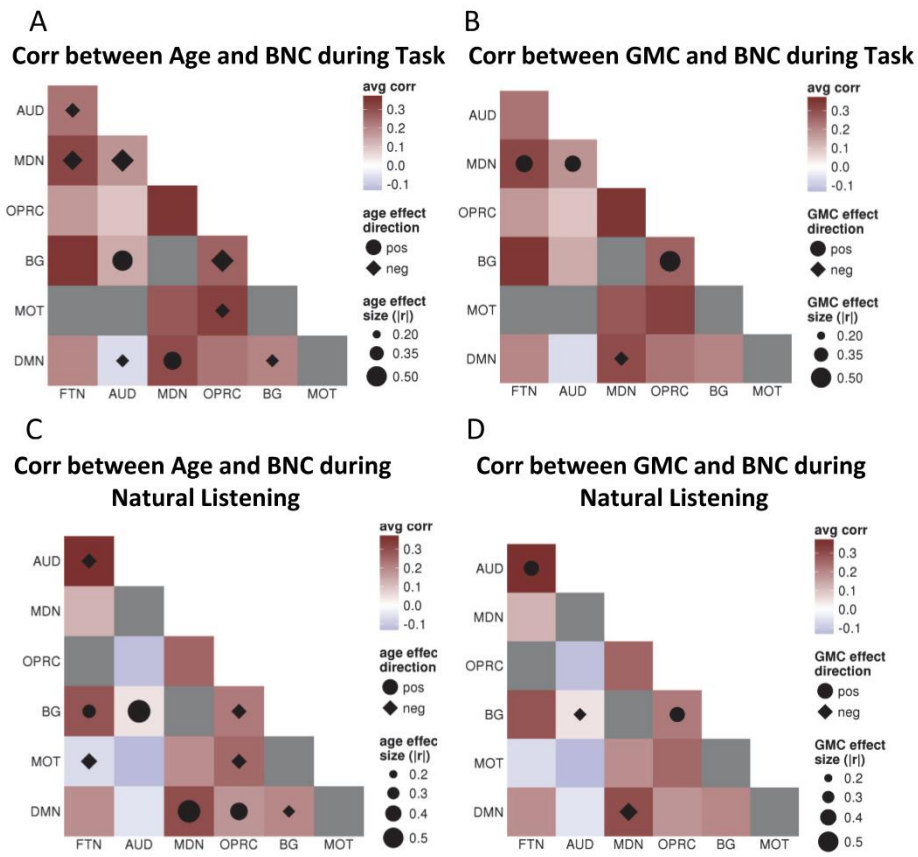 A
Corr between Age and BNC during Task
AUD
MDN
OPRC
BG
MOT
DMN
FTN AUD MDN OPRC BG MOT
avg corr
0.3
0.2
0.1
0.0
-0.1
age effect
direction
pos
neg
age effect
size (|r|)
0.20
0.35
0.50
B
Corr between GMC and BNC during Task
AUD
MDN
OPRC
BG
MOT
DMN
FTN AUD MDN OPRC BG MOT
avg corr
0.3
0.2
0.1
0.0
-0.1
GMC effect
direction
pos
neg
GMC effect
size (|r|)
0.20
0.35
0.50
C
Corr between Age and BNC during
Natural Listening
AUD
MDN
OPRC
BG
MOT
DMN
FTN AUD MDN OPRC BG MOT
avg corr
0.3
0.2
0.1
0.0
-0.1
age effec
direction
pos
neg
age effec
size (|r|)
0.2
0.3
0.4
0.5
D
Corr between GMC and BNC during
Natural Listening
AUD
MDN
OPRC
BG
MOT
DMN
FTN AUD MDN OPRC BG MOT
avg corr
0.3
0.2
0.1
0.0
-0.1
GMC effect
direction
pos
neg
GMC effect
size (|r|)
0.2
0.3
0.4
0.5